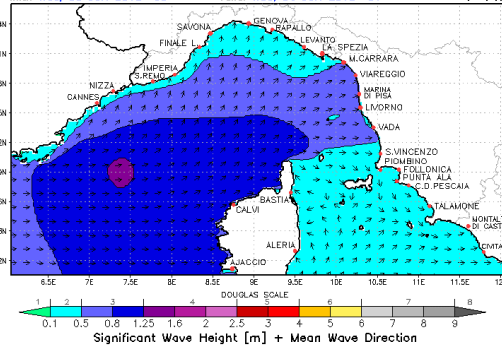 GENOVA
SAVONA
RAPALLO
FINALE L.
LEVANTO
LA SPEZIA
M.CARRARA
IMPERIA
S.REMO
VIAREGGIO
NIZZA
MARINA
DI PISA
CANNES
LIVORNO
VADA
S.VINCENZO
PIOMBINO
FOLLONICA
PUNTA ALA
C.D.PESCAIA
BASTIA
CALVI
TALAMONE
MONTAL
DI CAST
ALERIA
CIVITA
AJACCIO
6.5E 7E 7.5E 8E 8.5E 9E 9.5E 10E 10.5E 11E 11.5E
DOUGLAS SCALE
1 2 3 4 5 6 7 8
0.1 0.5 0.8 1.25 1.6 2 2.5 3 4 5 6 7 8 9
Significant Wave Height [m] + Mean Wave Direction